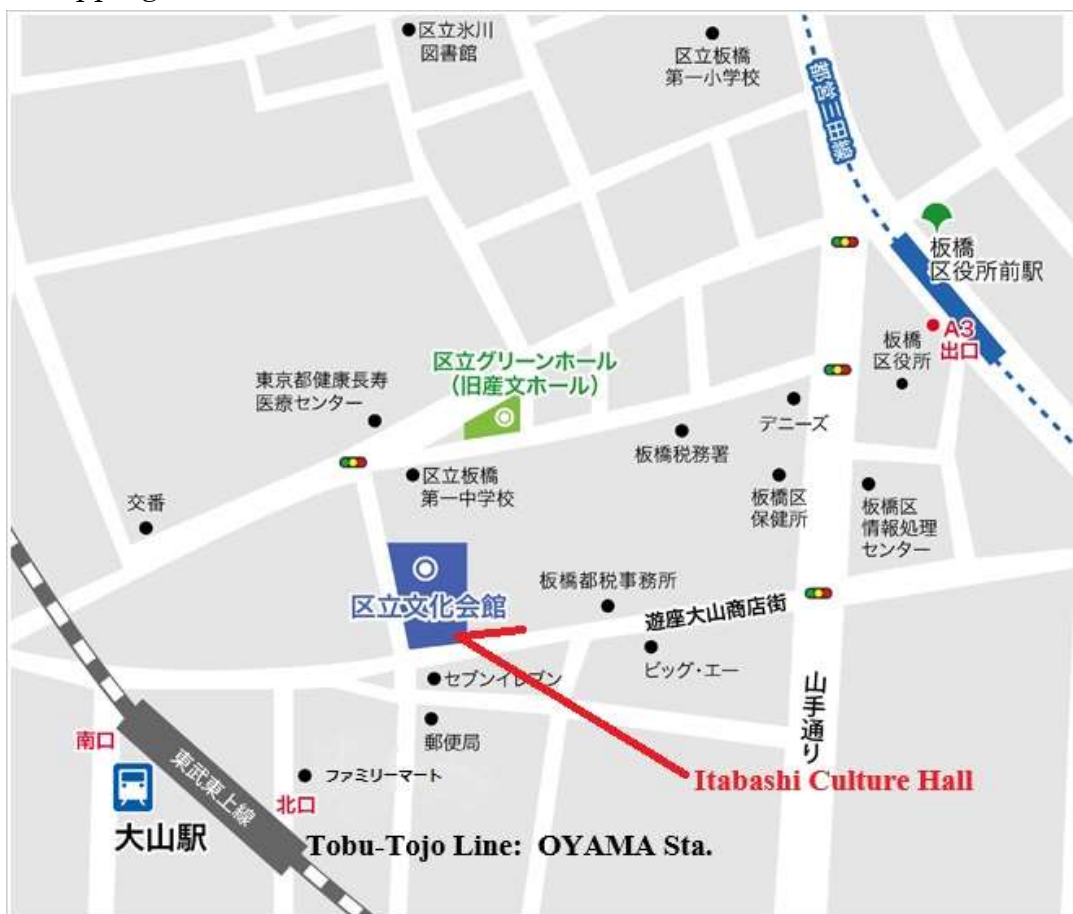 区立氷川
図書館
区立板橋
第一小学校
都営三田線
板橋
区役所前駅
A3
出口
板橋
区役所
区立グリーンホール
（旧産文ホール）
東京都健康長寿
医療センター
デニーズ
板橋税務署
区立板橋
第一中学校
板橋区
保健所
板橋区
情報処理
センター
交番
板橋都税事務所
区立文化会館
遊座大山商店街
ビッグ・エー
セブンイレブン
山手通り
郵便局
南口
東武東上線
ファミリーマート
Itabashi Culture Hall
北口
大山駅
Tobu-Tojo Line: OYAMA Sta.